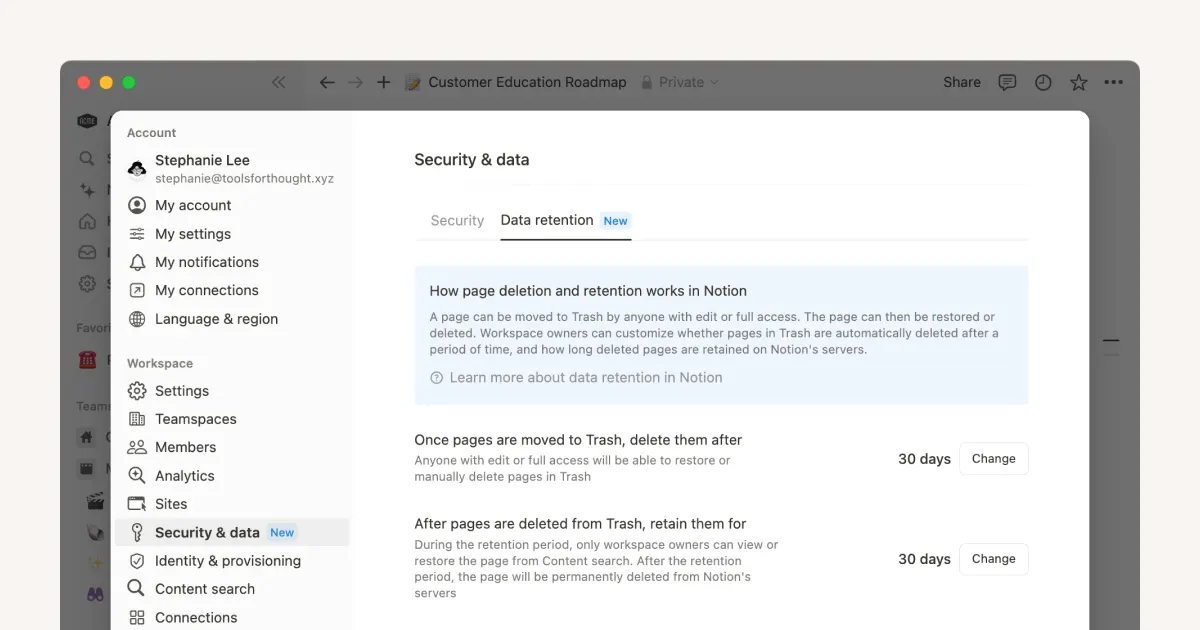 Customer Education Roadmap
Private
Share
Account
Stephanie Lee
stephanie@toolsforthought.xyz
My account
My settings
My notifications
My connections
Language & region
Workspace
Settings
Teamspaces
Members
Analytics
Sites
Security & data New
Identity & provisioning
Content search
Connections
Favori
Teams
Security & data
Security
Data retention New
How page deletion and retention works in Notion
A page can be moved to Trash by anyone with edit or full access. The page can then be restored or
deleted. Workspace owners can customize whether pages in Trash are automatically deleted after a
period of time, and how long deleted pages are retained on Notion's servers.
Learn more about data retention in Notion
Once pages are moved to Trash, delete them after
Anyone with edit or full access will be able to restore or
manually delete pages in Trash
30 days
Change
After pages are deleted from Trash, retain them for
During the retention period, only workspace owners can view or
restore the page from Content search. After the retention
period, the page will be permanently deleted from Notion's
servers
30 days
Change